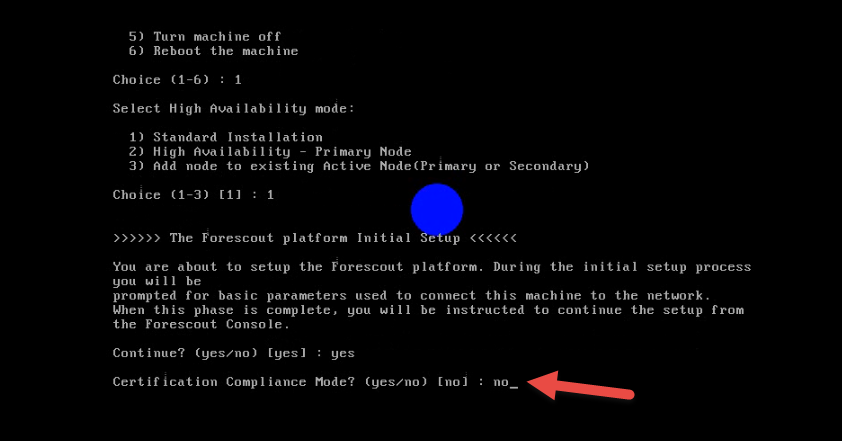 5) Turn machine off
6) Reboot the machine
Choice (1-6) : 1
Select High Availability mode:
1) Standard Installation
2) High Availability - Primary Node
3) Add node to existing Active Node(Primary or Secondary)
Choice (1-3) [1] : 1
>>>>>> The Forescout platform Initial Setup <<<<<<
You are about to setup the Forescout platform. During the initial setup process
you will be
prompted for basic parameters used to connect this machine to the network.
When this phase is complete, you will be instructed to continue the setup from
the Forescout Console.
Continue? (yes/no) [yes] : yes
Certification Compliance Mode? (yes/no) [no] : no_